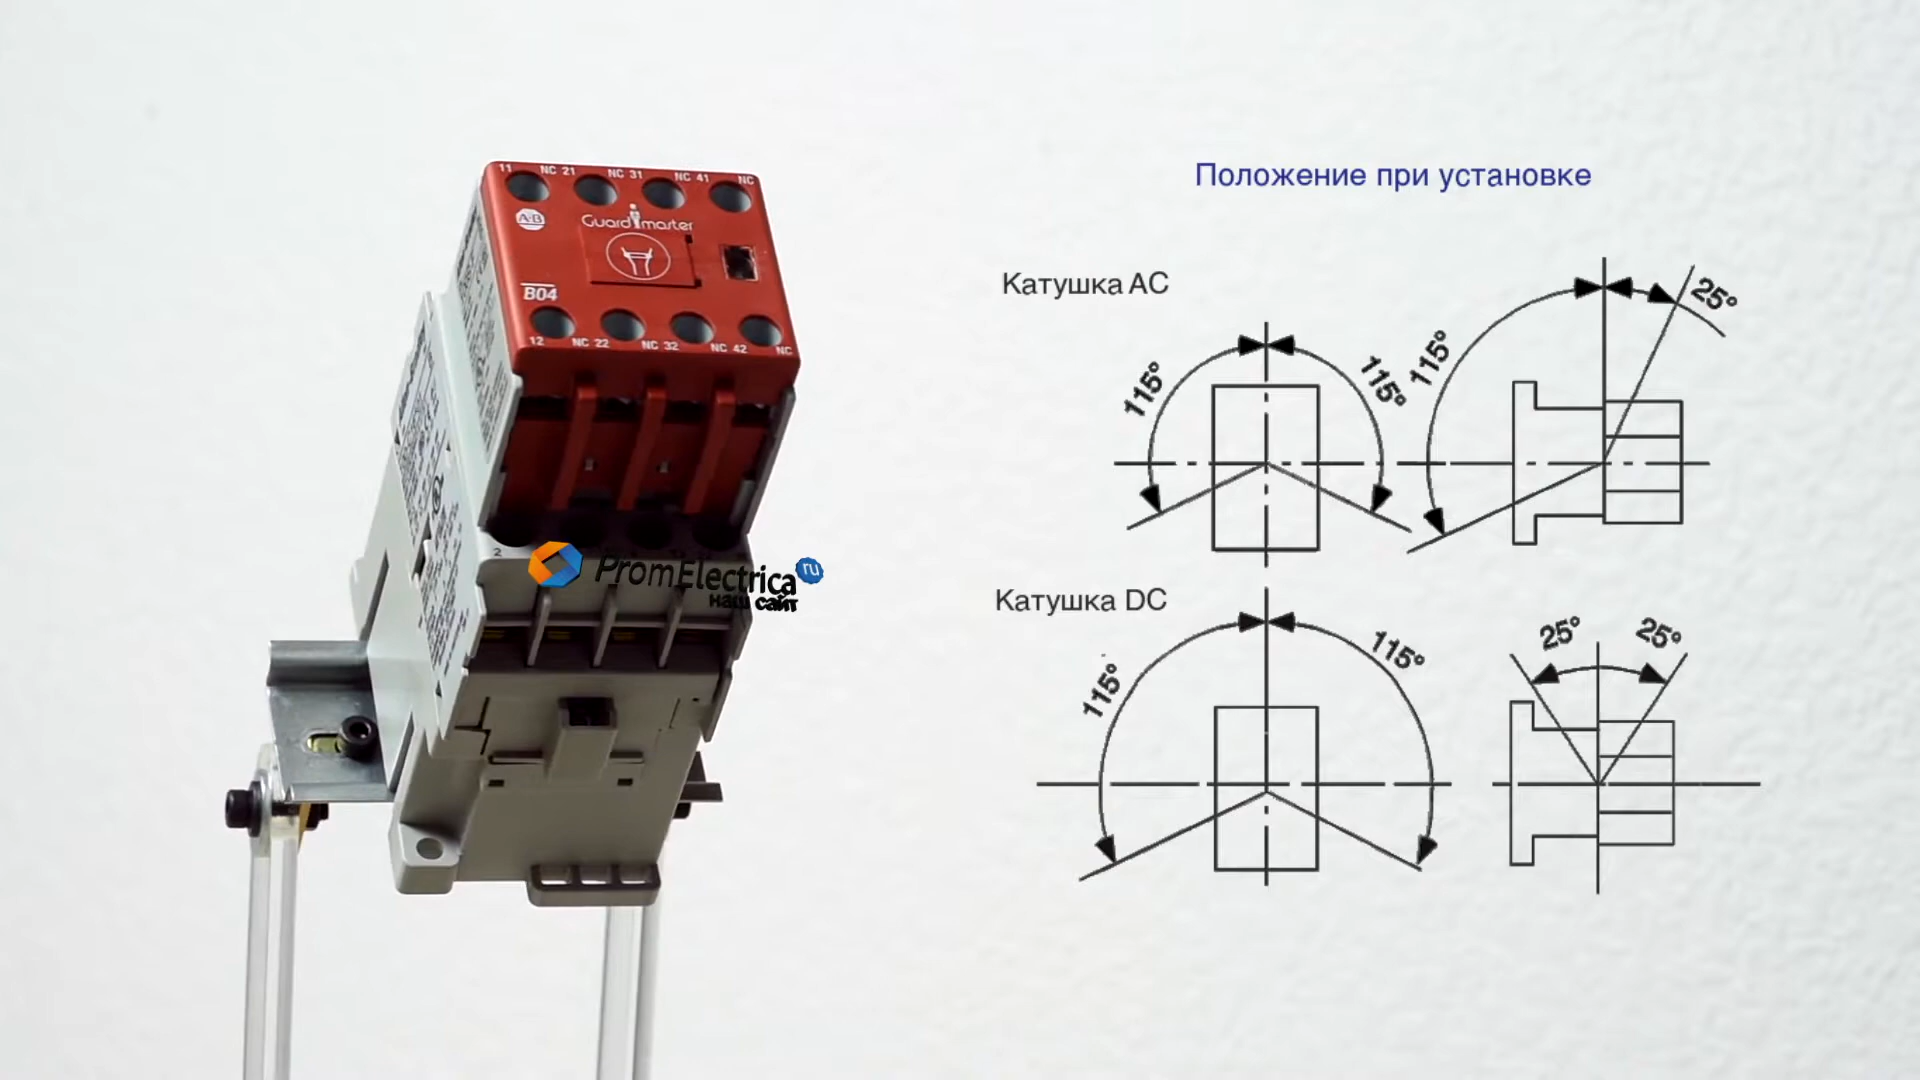 11 NC 21 NC 31 NC 41 NC
A-B
Guardmaster
B04
12 NC 22 NC 32 NC 42 NC
2
PromElectrica ru
наш сайт
Положение при установке
Катушка AC
115° 115°
115° 25°
Катушка DC
115° 115°
25° 25°